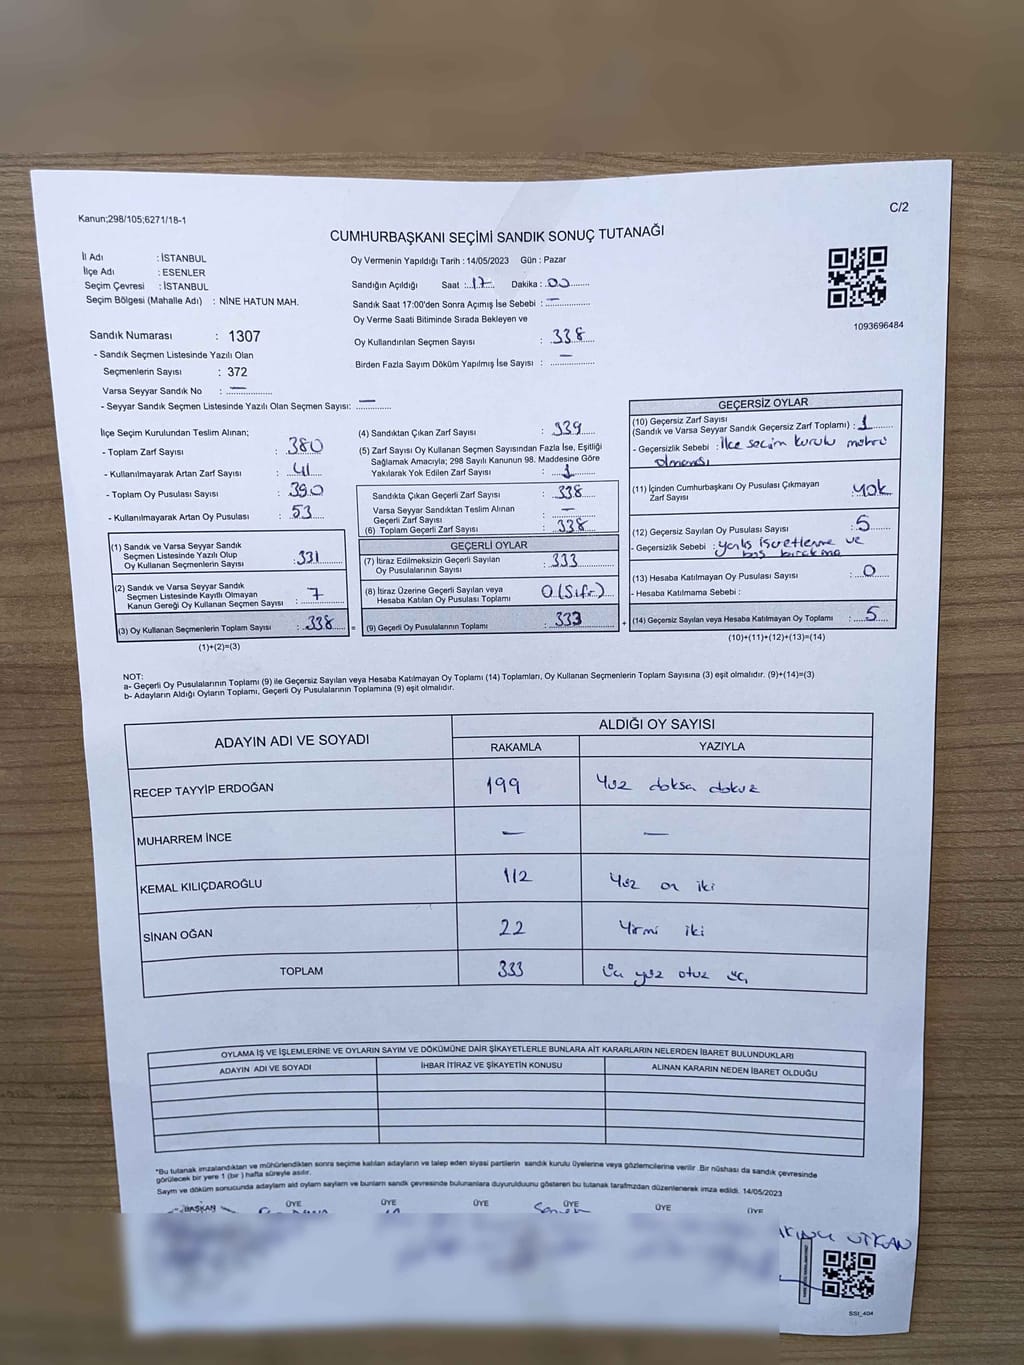 Kanun;298/105;6271/18-1
C/2
CUMHURBAŞKANI SEÇİMİ SANDIK SONUÇ TUTANAĞI
İl Adı : İSTANBUL
İlçe Adı : ESENLER
Seçim Çevresi : İSTANBUL
Seçim Bölgesi (Mahalle Adı) : NİNE HATUN MAH.
Sandık Numarası : 1307
- Sandık Seçmen Listesinde Yazılı Olan
Seçmenlerin Sayısı : 372
Varsa Seyyar Sandık No : —
- Seyyar Sandık Seçmen Listesinde Yazılı Olan Seçmen Sayısı: —
Oy Vermenin Yapıldığı Tarih : 14/05/2023 Gün : Pazar
Sandığın Açıldığı Saat : 17 Dakika : 00
Sandık Saat 17:00'den Sonra Açımış İse Sebebi : —
Oy Verme Saati Bitiminde Sırada Bekleyen ve
Oy Kullandırılan Seçmen Sayısı : 338
Birden Fazla Sayım Döküm Yapılmış İse Sayısı : —
1093696484
İlçe Seçim Kurulundan Teslim Alınan;
- Toplam Zarf Sayısı : 380
- Kullanılmayarak Artan Zarf Sayısı : 41
- Toplam Oy Pusulası Sayısı : 390
- Kullanılmayarak Artan Oy Pusulası : 53
(1) Sandık ve Varsa Seyyar Sandık
Seçmen Listesinde Yazılı Olup
Oy Kullanan Seçmenlerin Sayısı : 331
(2) Sandık ve Varsa Seyyar Sandık
Seçmen Listesinde Kayıtlı Olmayan
Kanun Gereği Oy Kullanan Seçmen Sayısı : 7
(3) Oy Kullanan Seçmenlerin Toplam Sayısı : 338 =
(1)+(2)=(3)
(4) Sandıktan Çıkan Zarf Sayısı : 339
(5) Zarf Sayısı Oy Kullanan Seçmen Sayısından Fazla İse, Eşitliği
Sağlamak Amacıyla; 298 Sayılı Kanunun 98. Maddesine Göre
Yakılarak Yok Edilen Zarf Sayısı : 1
Sandıkta Çıkan Geçerli Zarf Sayısı : 338
Varsa Seyyar Sandıktan Teslim Alınan
Geçerli Zarf Sayısı : —
(6) Toplam Geçerli Zarf Sayısı : 338
GEÇERLİ OYLAR
(7) İtiraz Edilmeksizin Geçerli Sayılan
Oy Pusulalarının Sayısı : 333
(8) İtiraz Üzerine Geçerli Sayılan veya
Hesaba Katılan Oy Pusulası Toplamı 0 (Sıfır)
(9) Geçerli Oy Pusulalarının Toplamı : 333 +
GEÇERSİZ OYLAR
(10) Geçersiz Zarf Sayısı
(Sandık ve Varsa Seyyar Sandık Geçersiz Zarf Toplamı) : 1
- Geçersizlik Sebebi : İlçe seçim kurulu mührü
olmaması
(11) İçinden Cumhurbaşkanı Oy Pusulası Çıkmayan
Zarf Sayısı : yok
(12) Geçersiz Sayılan Oy Pusulası Sayısı : 5
- Geçersizlik Sebebi : yanlış işaretleme ve
boş bırakma
(13) Hesaba Katılmayan Oy Pusulası Sayısı : 0
- Hesaba Katılmama Sebebi :
(14) Geçersiz Sayılan veya Hesaba Katılmayan Oy Toplamı : 5
(10)+(11)+(12)+(13)=(14)
NOT:
a- Geçerli Oy Pusulalarının Toplamı (9) ile Geçersiz Sayılan veya Hesaba Katılmayan Oy Toplamı (14) Toplamları, Oy Kullanan Seçmenlerin Toplam Sayısına (3) eşit olmalıdır. (9)+(14)=(3)
b- Adayların Aldığı Oyların Toplamı, Geçerli Oy Pusulalarının Toplamına (9) eşit olmalıdır.
ADAYIN ADI VE SOYADI
ALDIĞI OY SAYISI
RAKAMLA YAZIYLA
RECEP TAYYİP ERDOĞAN 199 Yüz doksa dokuz
MUHARREM İNCE — —
KEMAL KILIÇDAROĞLU 112 Yüz on iki
SİNAN OĞAN 22 Yirmi iki
TOPLAM 333 Üç yüz otuz üç
OYLAMA İŞ VE İŞLEMLERİNE VE OYLARIN SAYIM VE DÖKÜMÜNE DAİR ŞİKAYETLERLE BUNLARA AİT KARARLARIN NELERDEN İBARET BULUNDUKLARI
ADAYIN ADI VE SOYADI İHBAR İTİRAZ VE ŞİKAYETİN KONUSU ALINAN KARARIN NEDEN İBARET OLDUĞU
*Bu tutanak imzalandıktan ve mühürlendikten sonra seçime katılan adayların ve talep eden siyasi partilerin sandık kurulu üyelerine veya gözlemcilerine verilir .Bir nüshası da sandık çevresinde
görülecek bir yere 1 (bir ) hafta süreyle asılır.
Sayım ve döküm sonucunda adayların ald oyların sayıları ve bunların sandık çevresinde bulunanlara duyurulduunu gösteren bu tutanak tarafmzdan düzenlenerek imza edildi. 14/05/2023
BAŞKAN ÜYE ÜYE ÜYE ÜYE ÜYE ÜYE
UTKAN
SSI_404